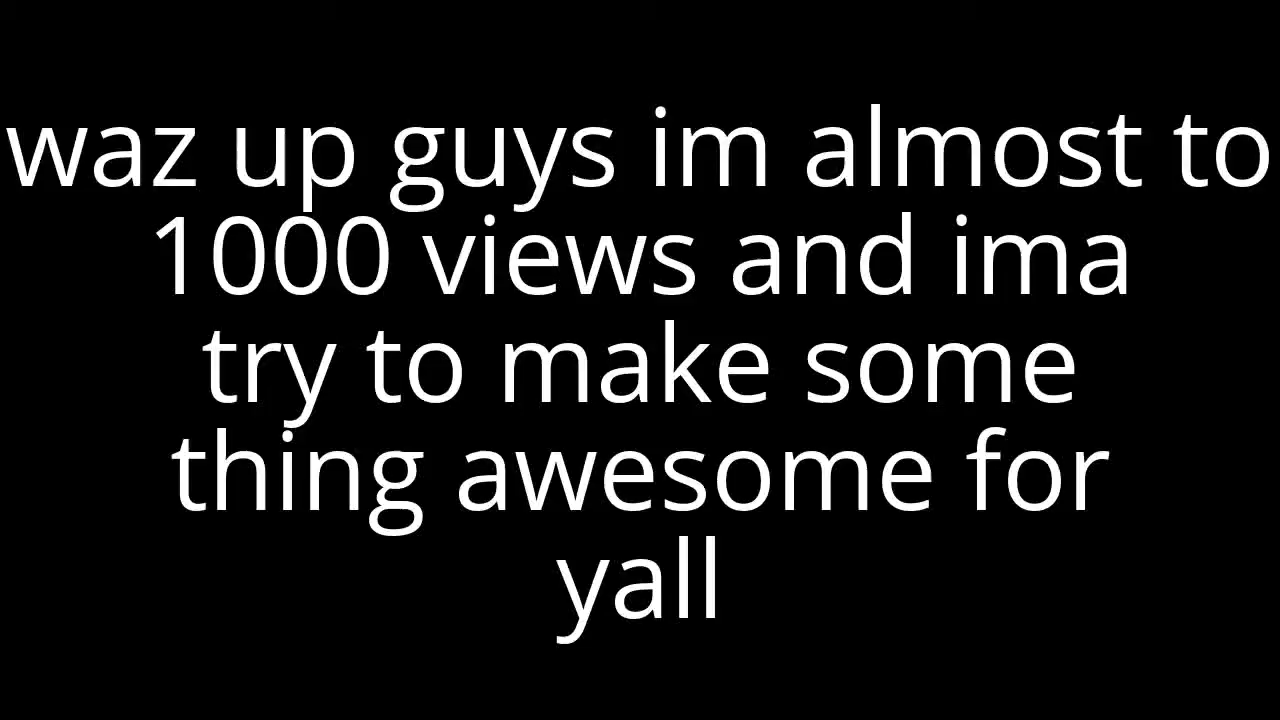 waz up guys im almost to
1000 views and ima
try to make some
thing awesome for
yall